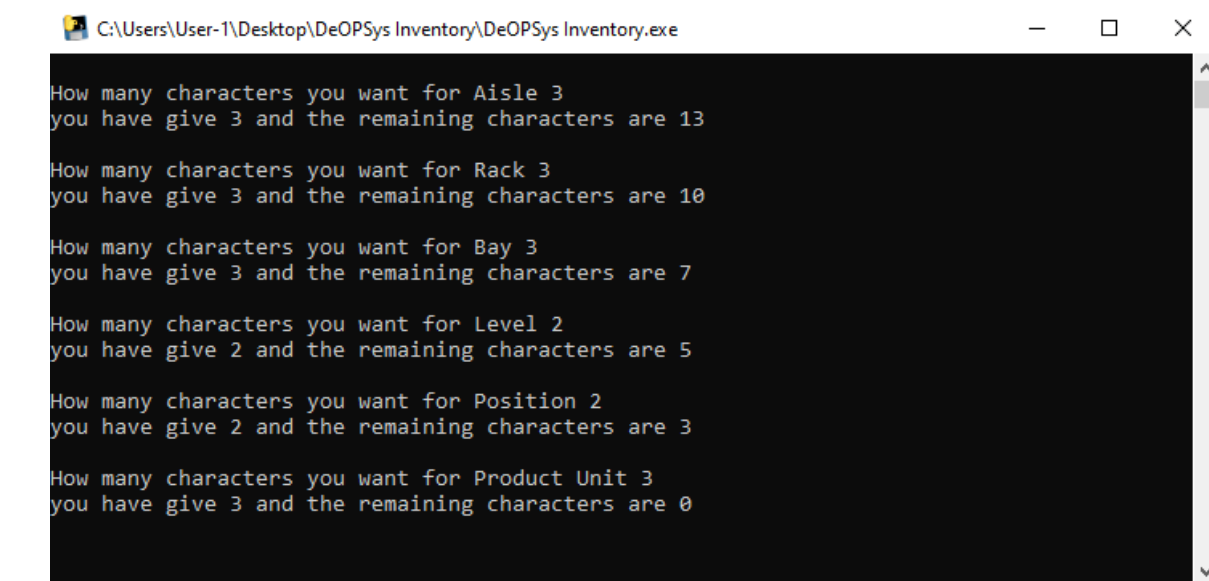 C:\Users\User-1\Desktop\DeOPSys Inventory\DeOPSys Inventory.exe
How many characters you want for Aisle 3
you have give 3 and the remaining characters are 13
How many characters you want for Rack 3
you have give 3 and the remaining characters are 10
How many characters you want for Bay 3
you have give 3 and the remaining characters are 7
How many characters you want for Level 2
you have give 2 and the remaining characters are 5
How many characters you want for Position 2
you have give 2 and the remaining characters are 3
How many characters you want for Product Unit 3
you have give 3 and the remaining characters are 0